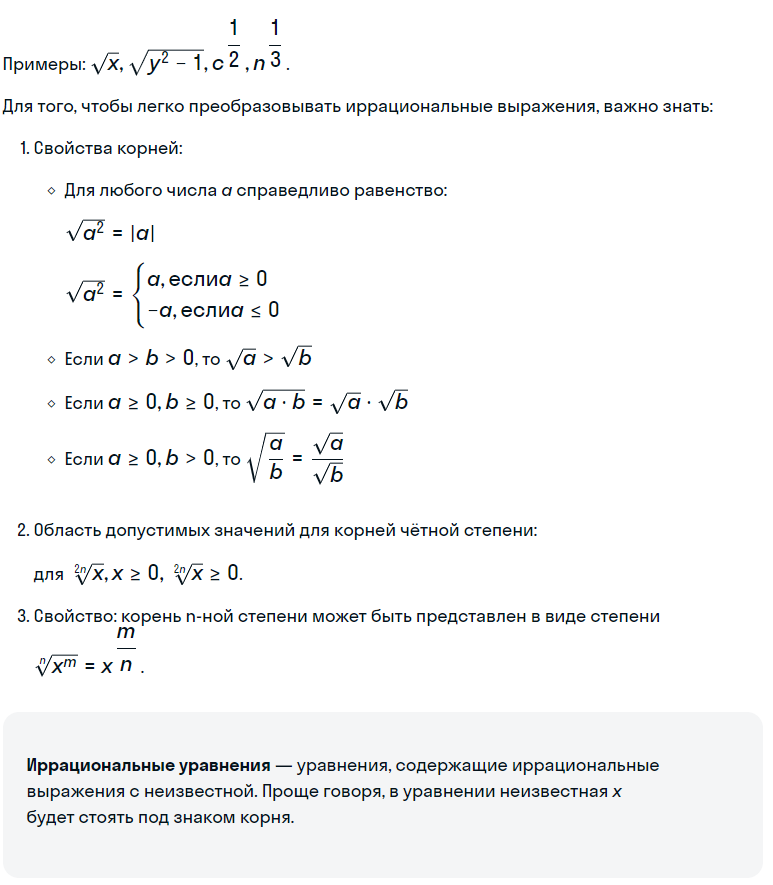 Примеры: √x, √(y² − 1), c^(1/2), n^(1/3).
Для того, чтобы легко преобразовывать иррациональные выражения, важно знать:
1. Свойства корней:
⬦ Для любого числа a справедливо равенство:
√(a²) = |a|
√(a²) = { a, еслиa ≥ 0
−a, еслиa ≤ 0
⬦ Если a > b > 0, то √a > √b
⬦ Если a ≥ 0, b ≥ 0, то √(a · b) = √a · √b
⬦ Если a ≥ 0, b > 0, то √(a/b) = √a/√b
2. Область допустимых значений для корней чётной степени:
для ²ⁿ√x, x ≥ 0, ²ⁿ√x ≥ 0.
3. Свойство: корень n-ной степени может быть представлен в виде степени
ⁿ√(xᵐ) = x^(m/n).
Иррациональные уравнения — уравнения, содержащие иррациональные
выражения с неизвестной. Проще говоря, в уравнении неизвестная x
будет стоять под знаком корня.